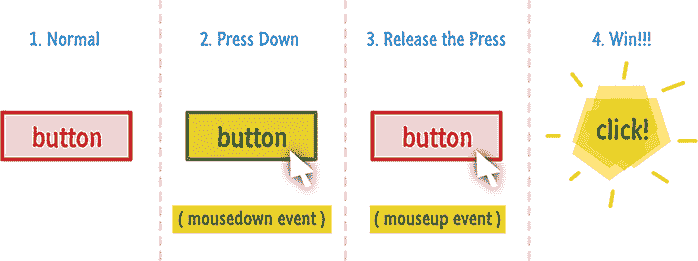 1. Normal
button
2. Press Down
button
( mousedown event )
3. Release the Press
button
( mouseup event )
4. Win!!!
click!